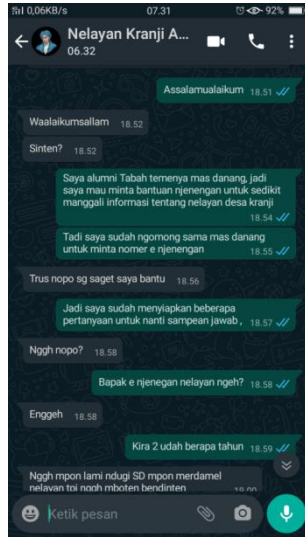 0,06KB/s 07.31 92%
Nelayan Kranji A...
06.32
Assalamualaikum 18.51
Waalaikumsallam 18.52
Sinten? 18.52
Saya alumni Tabah temenya mas danang, jadi
saya mau minta bantuan njenengan untuk sedikit
manggali informasi tentang nelayan desa kranji
18.54
Tadi saya sudah ngomong sama mas danang
untuk minta nomer e njenengan 18.55
Trus nopo sg saget saya bantu 18.56
Jadi saya sudah menyiapkan beberapa
pertanyaan untuk nanti sampean jawab , 18.57
Nggh nopo? 18.58
Bapak e njenegan nelayan ngeh? 18.58
Enggeh 18.58
Kira 2 udah berapa tahun 18.59
Nggh mpon lami ndugi SD mpon merdamel
nelayan tpi nggh mboten bendinten 19.00
Ketik pesan